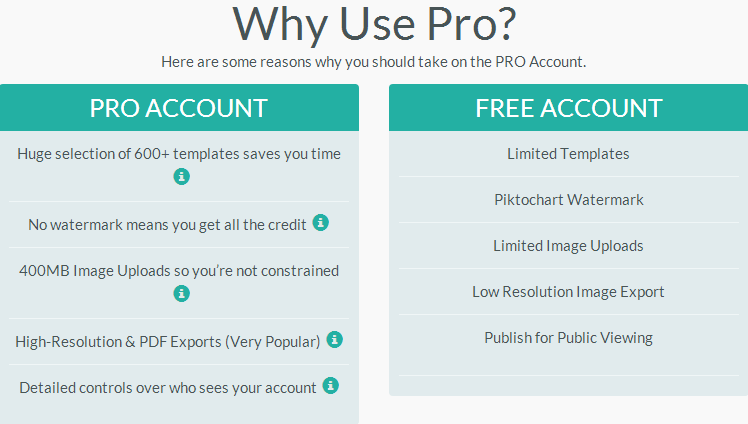 Why Use Pro?
Here are some reasons why you should take on the PRO Account.
PRO ACCOUNT
Huge selection of 600+ templates saves you time
No watermark means you get all the credit
400MB Image Uploads so you're not constrained
High-Resolution & PDF Exports (Very Popular)
Detailed controls over who sees your account
FREE ACCOUNT
Limited Templates
Piktochart Watermark
Limited Image Uploads
Low Resolution Image Export
Publish for Public Viewing